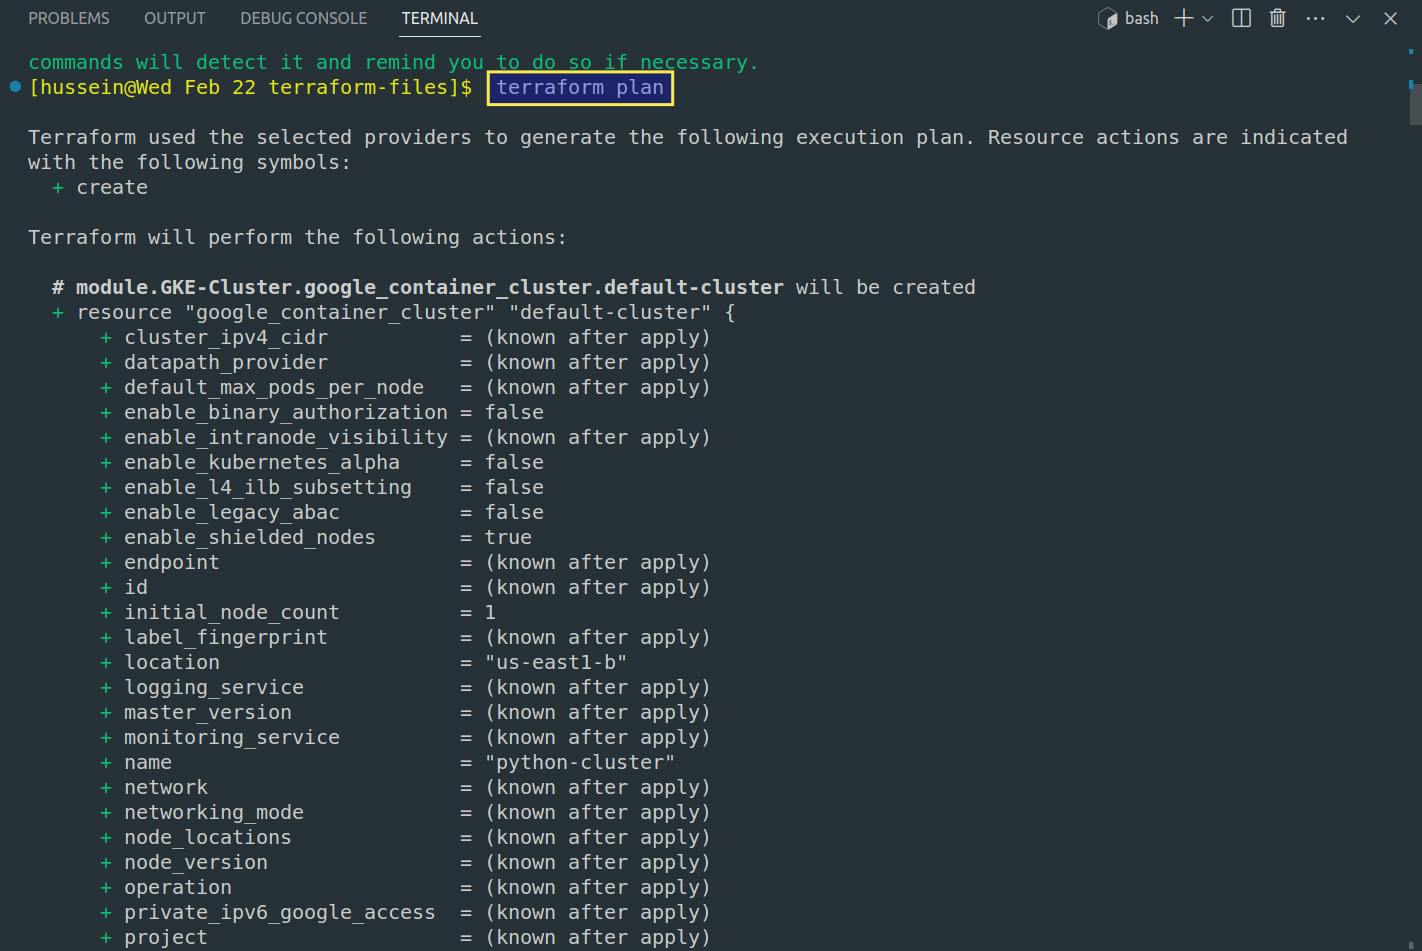 PROBLEMS OUTPUT DEBUG CONSOLE TERMINAL bash
commands will detect it and remind you to do so if necessary.
[hussein@Wed Feb 22 terraform-files]$ terraform plan
Terraform used the selected providers to generate the following execution plan. Resource actions are indicated
with the following symbols:
+ create
Terraform will perform the following actions:
# module.GKE-Cluster.google_container_cluster.default-cluster will be created
+ resource "google_container_cluster" "default-cluster" {
+ cluster_ipv4_cidr = (known after apply)
+ datapath_provider = (known after apply)
+ default_max_pods_per_node = (known after apply)
+ enable_binary_authorization = false
+ enable_intranode_visibility = (known after apply)
+ enable_kubernetes_alpha = false
+ enable_l4_ilb_subsetting = false
+ enable_legacy_abac = false
+ enable_shielded_nodes = true
+ endpoint = (known after apply)
+ id = (known after apply)
+ initial_node_count = 1
+ label_fingerprint = (known after apply)
+ location = "us-east1-b"
+ logging_service = (known after apply)
+ master_version = (known after apply)
+ monitoring_service = (known after apply)
+ name = "python-cluster"
+ network = (known after apply)
+ networking_mode = (known after apply)
+ node_locations = (known after apply)
+ node_version = (known after apply)
+ operation = (known after apply)
+ private_ipv6_google_access = (known after apply)
+ project = (known after apply)